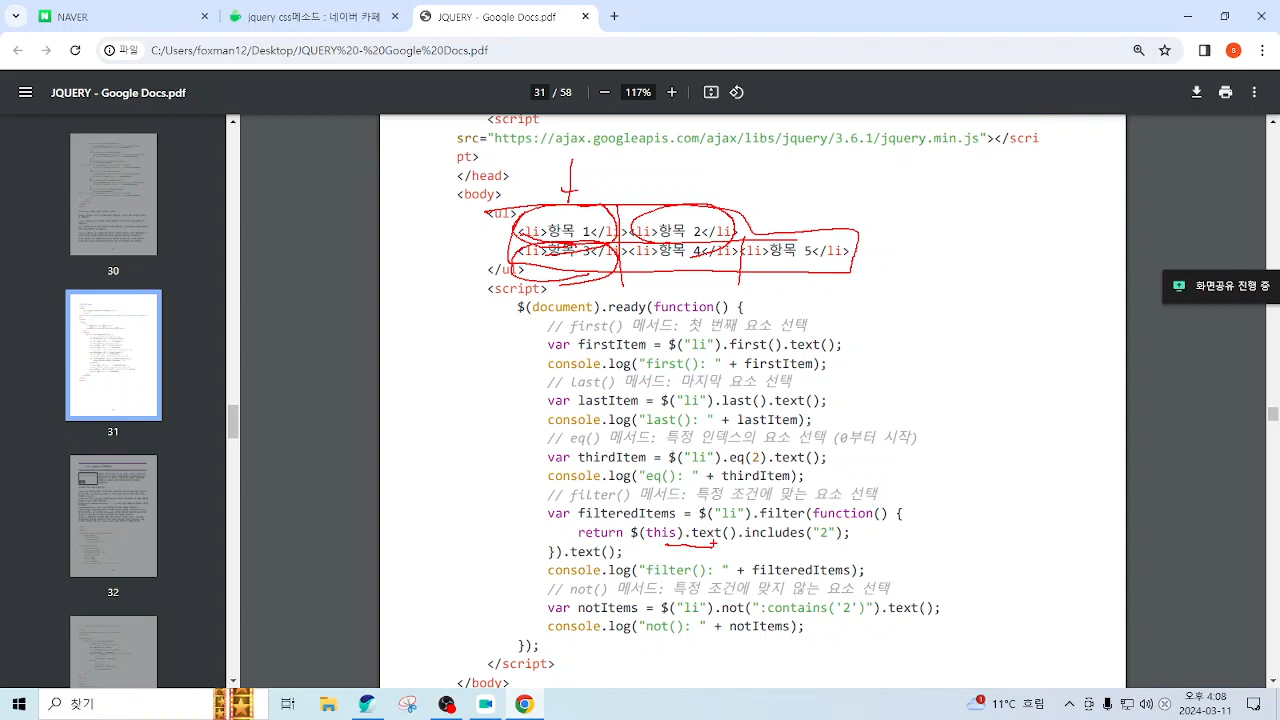 NAVER
jquery css메소드 : 네이버 카페
JQUERY - Google Docs.pdf
파일
C:/Users/foxman12/Desktop/JQUERY%20-%20Google%20Docs.pdf
8
JQUERY - Google Docs.pdf
31 / 58
117%
<script
src="https://ajax.googleapis.com/ajax/libs/jquery/3.6.1/jquery.min.js"></scri
pt>
</head>
<body>
<ul>
<li>항목 1</li><li>항목 2</li>
<li>항목 3</li><li>항목 4</li><li>항목 5</li>
</ul>
<script>
$(document).ready(function() {
// first() 메서드: 첫 번째 요소 선택
var firstItem = $("li").first().text();
console.log("first(): " + firstItem);
// last() 메서드: 마지막 요소 선택
var lastItem = $("li").last().text();
console.log("last(): " + lastItem);
// eq() 메서드: 특정 인덱스의 요소 선택 (0부터 시작)
var thirdItem = $("li").eq(2).text();
console.log("eq(): " + thirdItem);
// filter() 메서드: 특정 조건에 맞는 요소 선택
var filteredItems = $("li").filter(function() {
return $(this).text().includes("2");
}).text();
console.log("filter(): " + filteredItems);
// not() 메서드: 특정 조건에 맞지 않는 요소 선택
var notItems = $("li").not(":contains('2')").text();
console.log("not(): " + notItems);
});
</script>
</body>
30
31
32
찾기
11°C 흐림
오후 4:08
2024-03-11